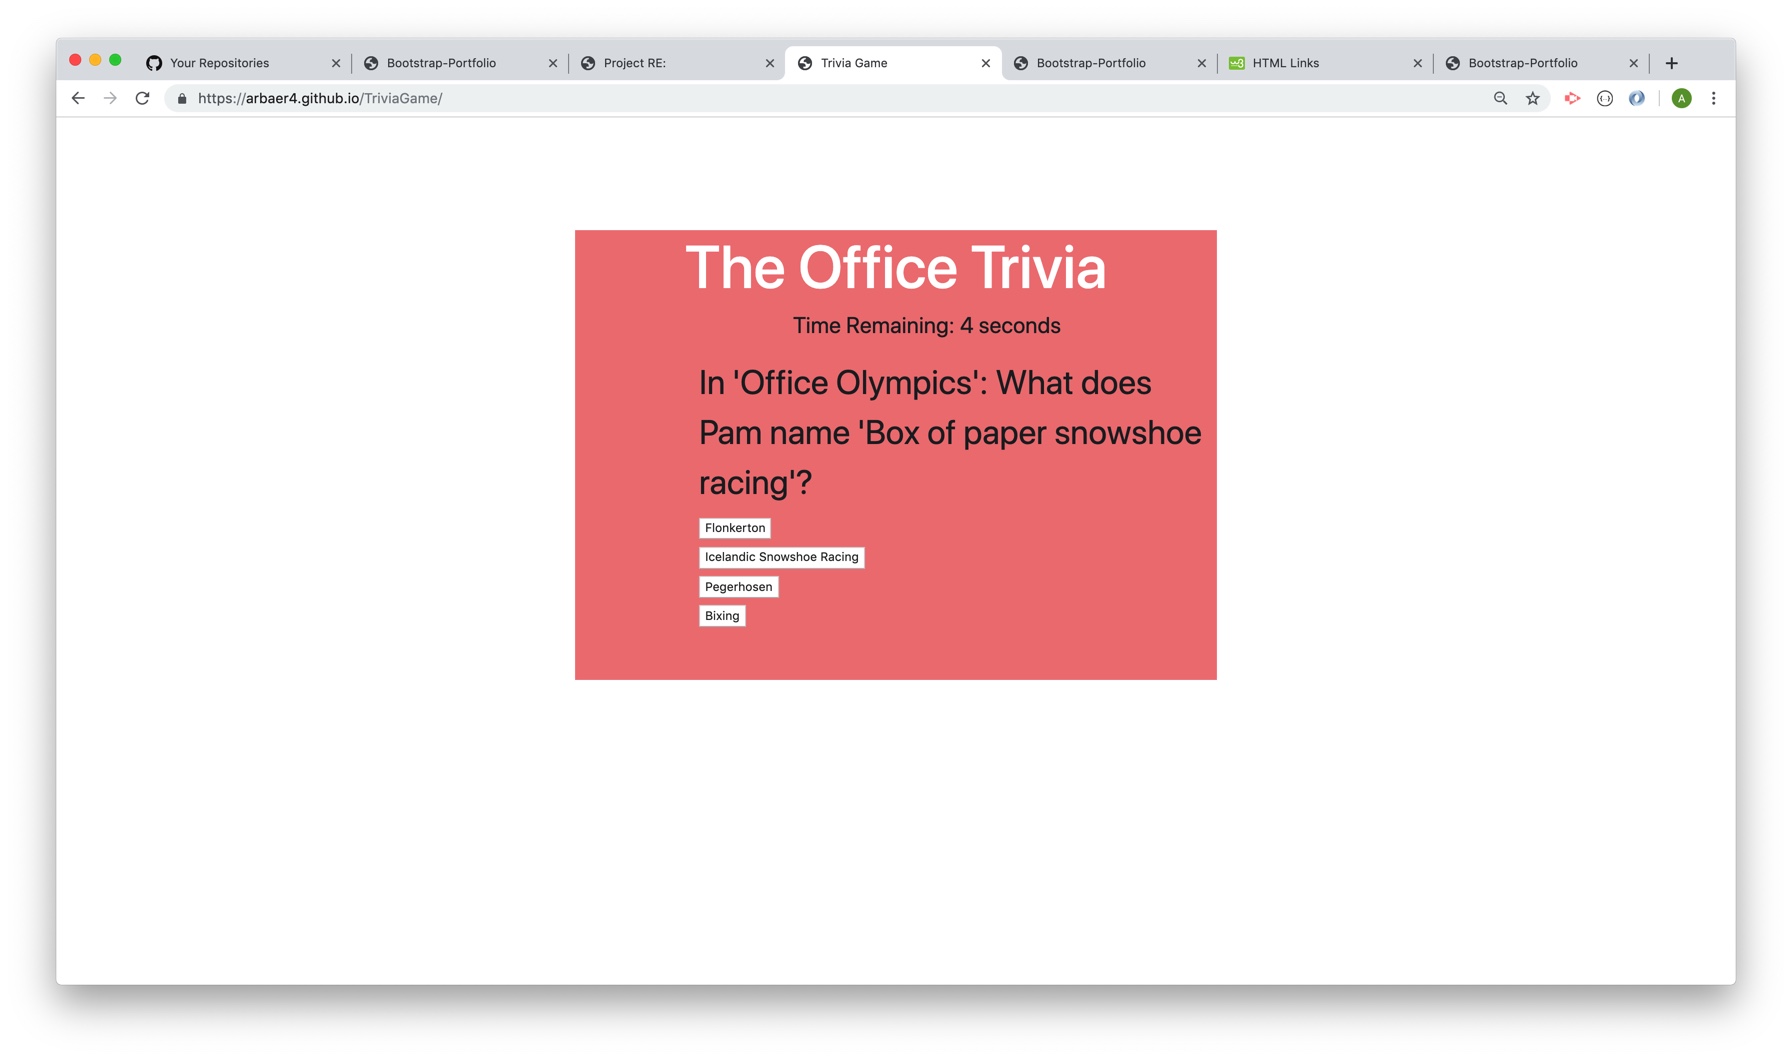 Your Repositories
Bootstrap-Portfolio
Project RE:
Trivia Game
Bootstrap-Portfolio
HTML Links
Bootstrap-Portfolio
https://arbaer4.github.io/TriviaGame/
A
The Office Trivia
Time Remaining: 4 seconds
In 'Office Olympics': What does
Pam name 'Box of paper snowshoe
racing'?
Flonkerton
Icelandic Snowshoe Racing
Pegerhosen
Bixing